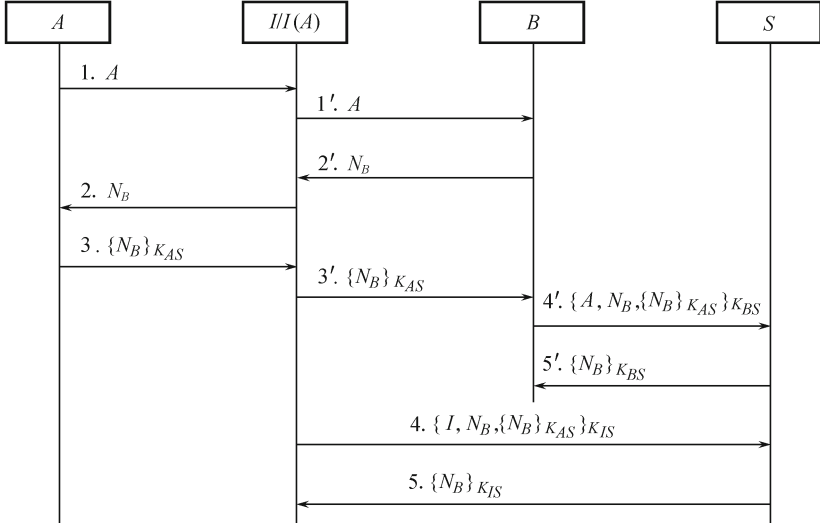 A I/I(A) B S
1. A
1′. A
2′. N_B
2. N_B
3. {N_B}K_AS
3′. {N_B}K_AS
4′. {A, N_B, {N_B}K_AS}K_BS
5′. {N_B}K_BS
4. {I, N_B, {N_B}K_AS}K_IS
5. {N_B}K_IS